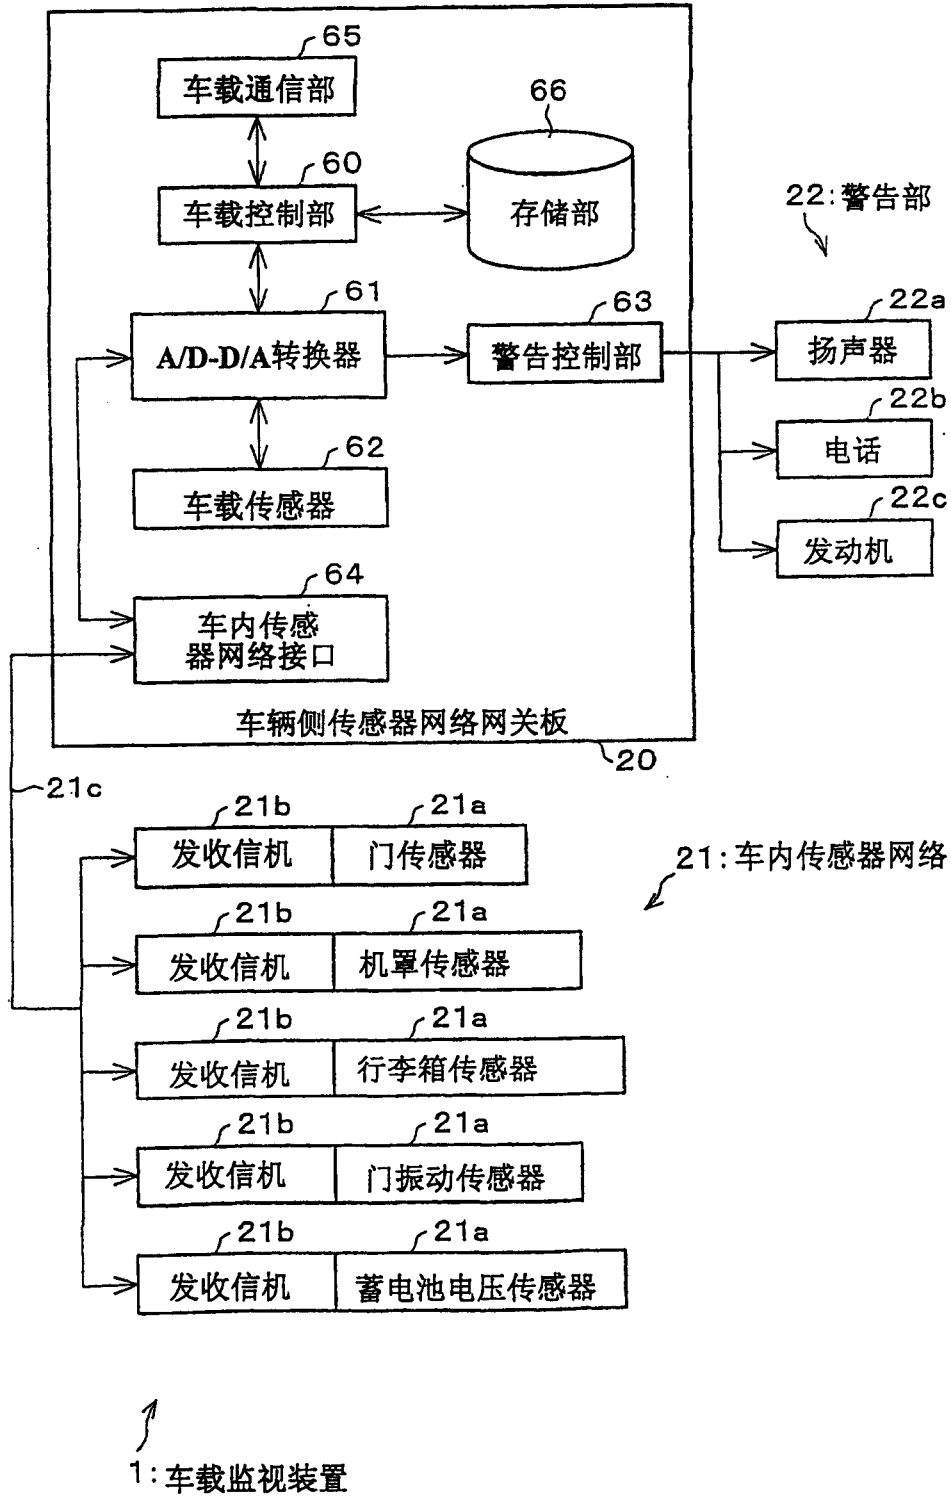 65
车载通信部
66
60
车载控制部
存储部
22:警告部
61
A/D-D/A转换器
63
警告控制部
22a
扬声器
22b
电话
62
车载传感器
22c
发动机
64
车内传感
器网络接口
车辆侧传感器网络网关板
20
21c
21b
21a
发收信机
门传感器
21:车内传感器网络
21b
21a
发收信机
机罩传感器
21b
21a
发收信机
行李箱传感器
21b
21a
发收信机
门振动传感器
21b
21a
发收信机
蓄电池电压传感器
1:车载监视装置